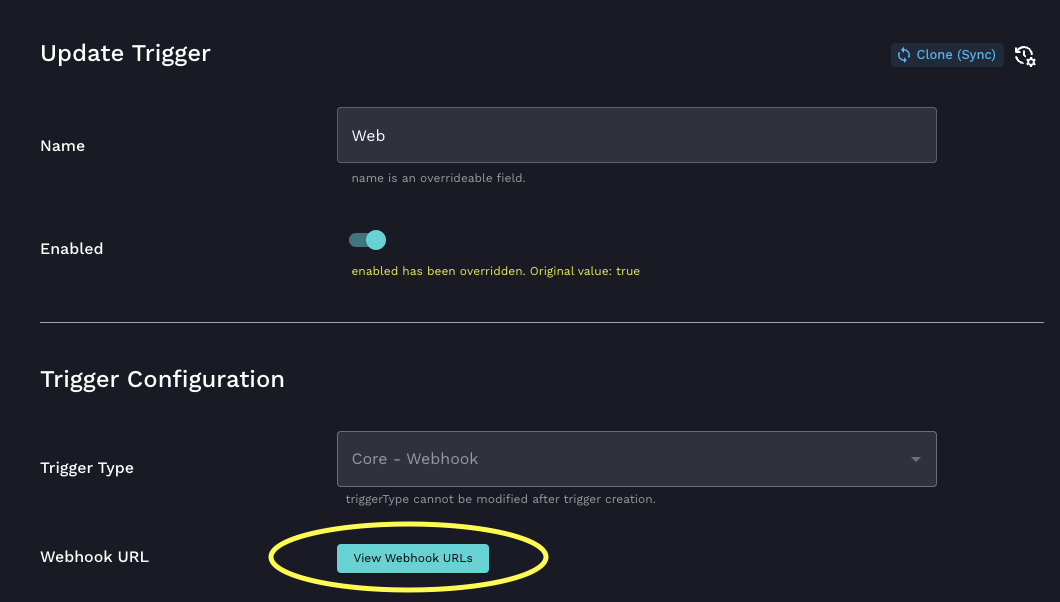 Update Trigger
Clone (Sync)
Name
Web
name is an overrideable field.
Enabled
enabled has been overridden. Original value: true
Trigger Configuration
Trigger Type
Core - Webhook
triggerType cannot be modified after trigger creation.
Webhook URL
View Webhook URLs